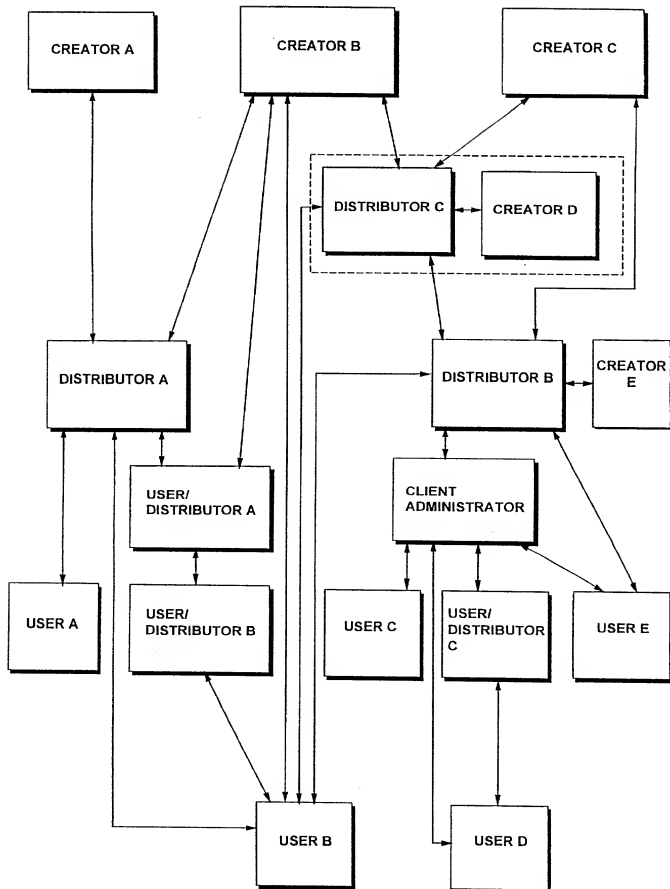 CREATOR A
CREATOR B
CREATOR C
DISTRIBUTOR C
CREATOR D
DISTRIBUTOR A
DISTRIBUTOR B
CREATOR
E
USER/
DISTRIBUTOR A
CLIENT
ADMINISTRATOR
USER A
USER/
DISTRIBUTOR B
USER C
USER/
DISTRIBUTOR
C
USER E
USER B
USER D